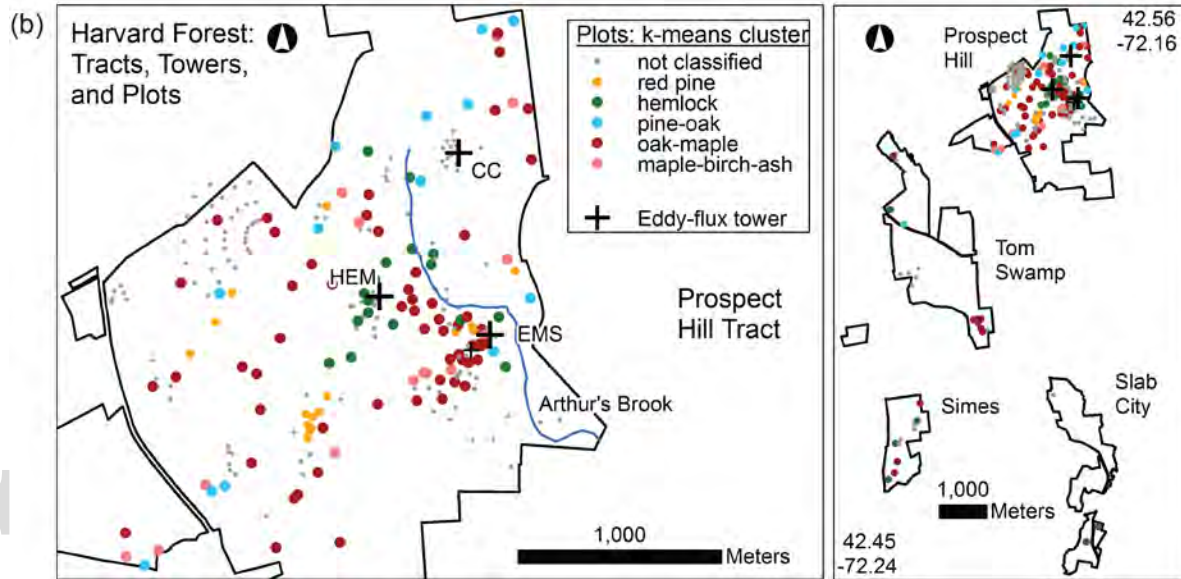 (b)
Harvard Forest:
Tracts, Towers,
and Plots
Plots: k-means cluster
not classified
red pine
hemlock
pine-oak
oak-maple
maple-birch-ash
Eddy-flux tower
CC
HEM
EMS
Prospect
Hill Tract
Arthur's Brook
1,000
Meters
42.56
-72.16
Prospect
Hill
Tom
Swamp
Simes
Slab
City
1,000
Meters
42.45
-72.24